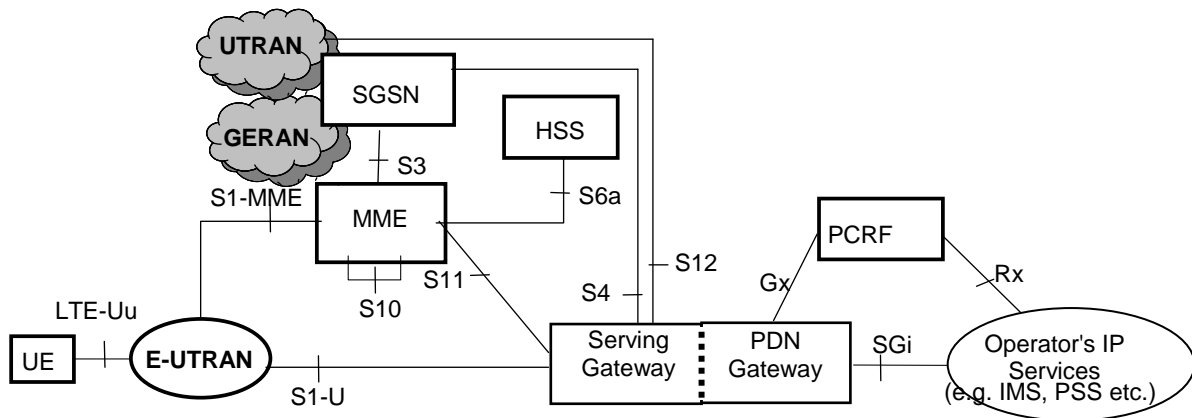 UTRAN
SGSN
GERAN
HSS
S3
S1-MME
S6a
MME
PCRF
S11
S12
S10
S4
Gx
Rx
LTE-Uu
UE
E-UTRAN
S1-U
Serving
Gateway
PDN
Gateway
SGi
Operator's IP
Services
(e.g. IMS, PSS etc.)